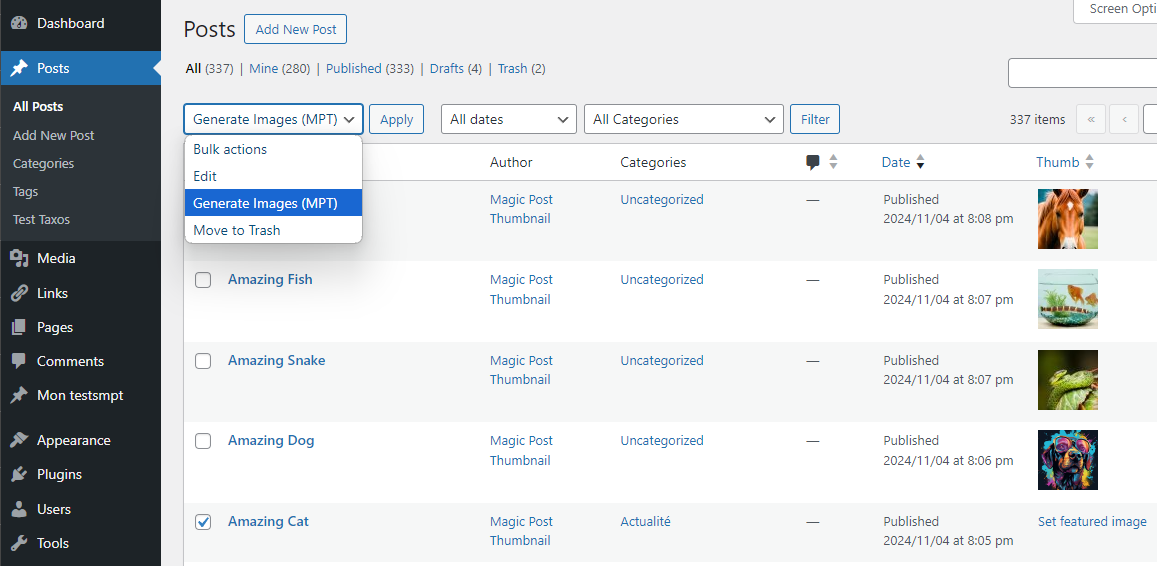 Dashboard
Posts
All Posts
Add New Post
Categories
Tags
Test Taxos
Media
Links
Pages
Comments
Mon testsmpt
Appearance
Plugins
Users
Tools
Screen Opti
Posts Add New Post
All (337) | Mine (280) | Published (333) | Drafts (4) | Trash (2)
Generate Images (MPT) Apply All dates All Categories Filter 337 items « ‹
Bulk actions
Edit
Generate Images (MPT)
Move to Trash
Author Categories Date Thumb
Magic Post Uncategorized — Published
Thumbnail 2024/11/04 at 8:08 pm
Amazing Fish Magic Post Uncategorized — Published
Thumbnail 2024/11/04 at 8:07 pm
Amazing Snake Magic Post Uncategorized — Published
Thumbnail 2024/11/04 at 8:07 pm
Amazing Dog Magic Post Uncategorized — Published
Thumbnail 2024/11/04 at 8:06 pm
Amazing Cat Magic Post Actualité — Published Set featured image
Thumbnail 2024/11/04 at 8:05 pm